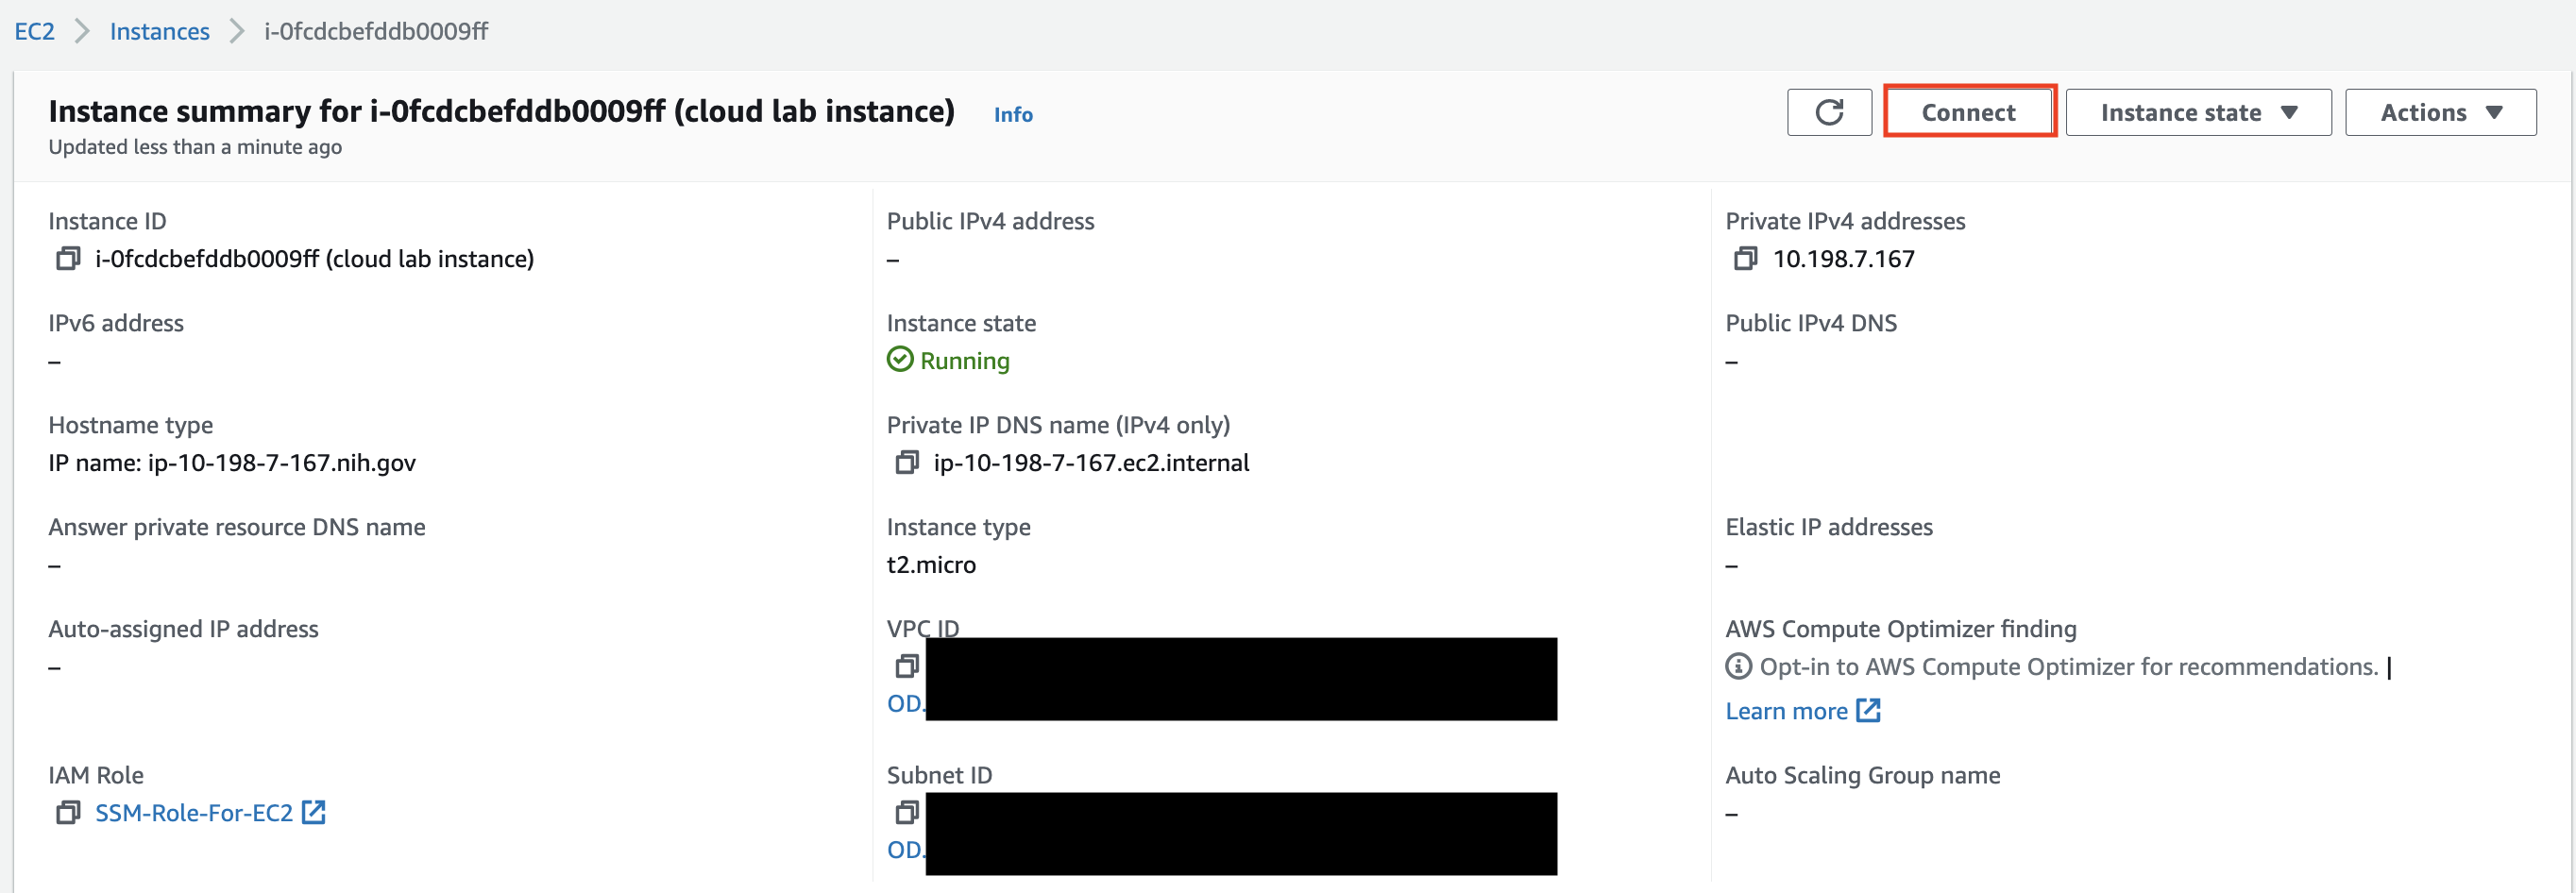 EC2 > Instances > i-0fcdcbefddb0009ff
Instance summary for i-0fcdcbefddb0009ff (cloud lab instance) Info
Updated less than a minute ago
Connect
Instance state
Actions
Instance ID
i-0fcdcbefddb0009ff (cloud lab instance)
Public IPv4 address
–
Private IPv4 addresses
10.198.7.167
IPv6 address
–
Instance state
Running
Public IPv4 DNS
–
Hostname type
IP name: ip-10-198-7-167.nih.gov
Private IP DNS name (IPv4 only)
ip-10-198-7-167.ec2.internal
Answer private resource DNS name
–
Instance type
t2.micro
Elastic IP addresses
–
Auto-assigned IP address
–
VPC ID
OD.
AWS Compute Optimizer finding
Opt-in to AWS Compute Optimizer for recommendations. |
Learn more
IAM Role
SSM-Role-For-EC2
Subnet ID
OD.
Auto Scaling Group name
–